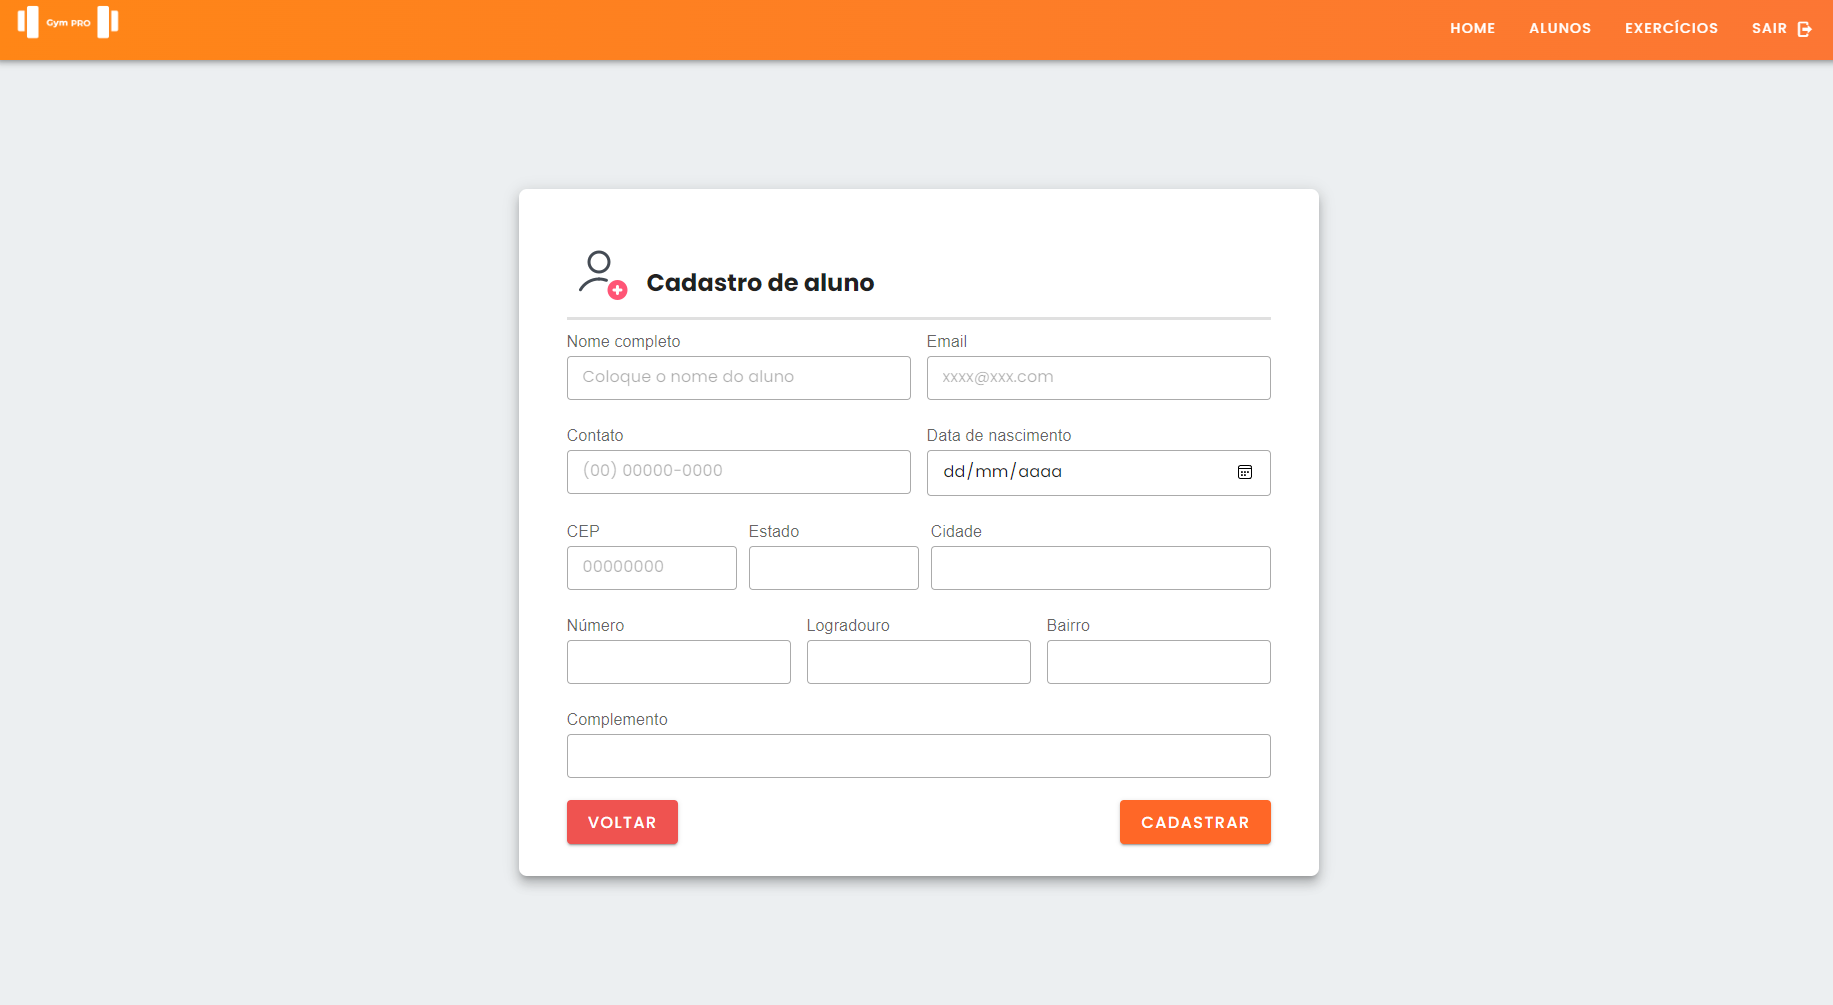 Gym PRO
HOME ALUNOS EXERCÍCIOS SAIR
Cadastro de aluno
Nome completo Email
Coloque o nome do aluno xxxx@xxx.com
Contato Data de nascimento
(00) 00000-0000 dd/mm/aaaa
CEP Estado Cidade
00000000
Número Logradouro Bairro
Complemento
VOLTAR CADASTRAR